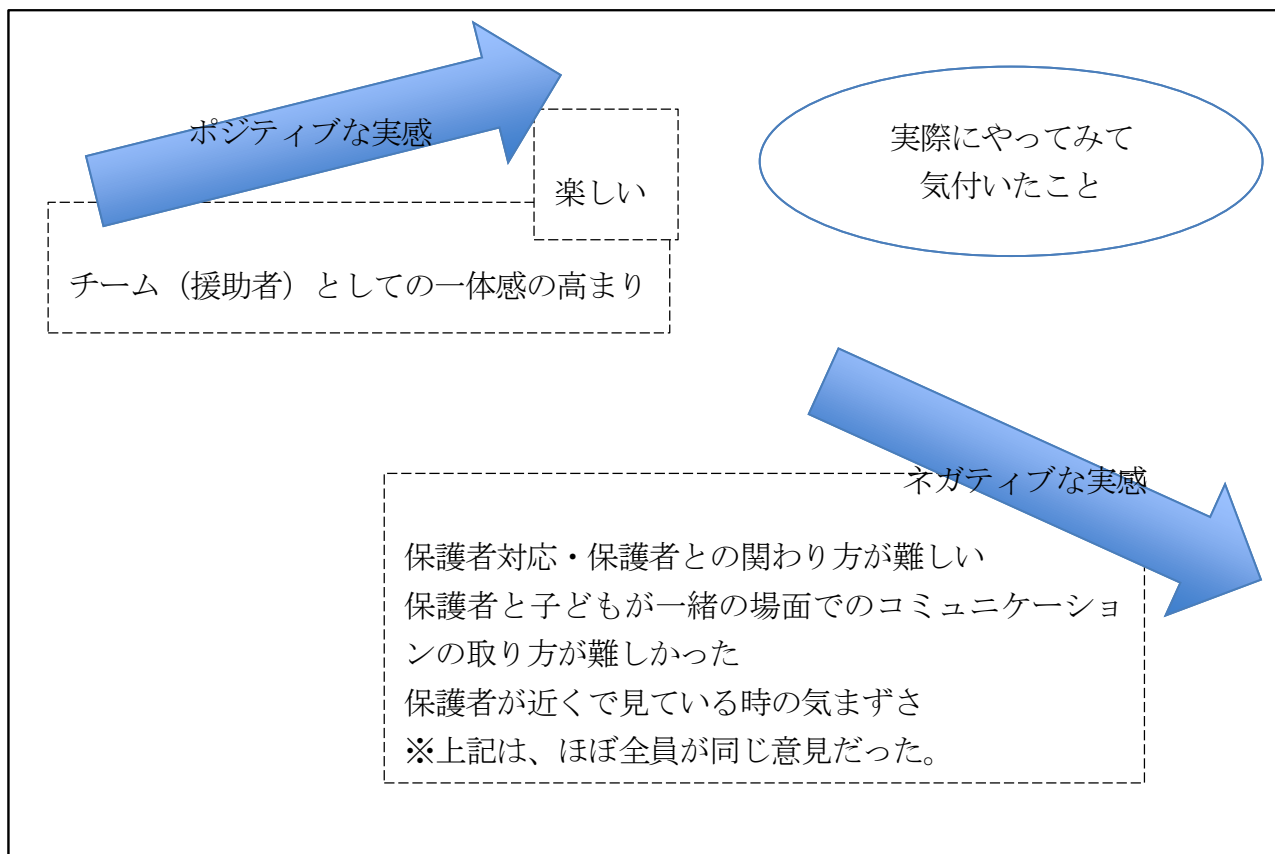 ポジティブな実感
実際にやってみて
気付いたこと
楽しい
チーム（援助者）としての一体感の高まり
ネガティブな実感
保護者対応・保護者との関わり方が難しい
保護者と子どもが一緒の場面でのコミュニケーショ
ンの取り方が難しかった
保護者が近くで見ている時の気まずさ
※上記は、ほぼ全員が同じ意見だった。